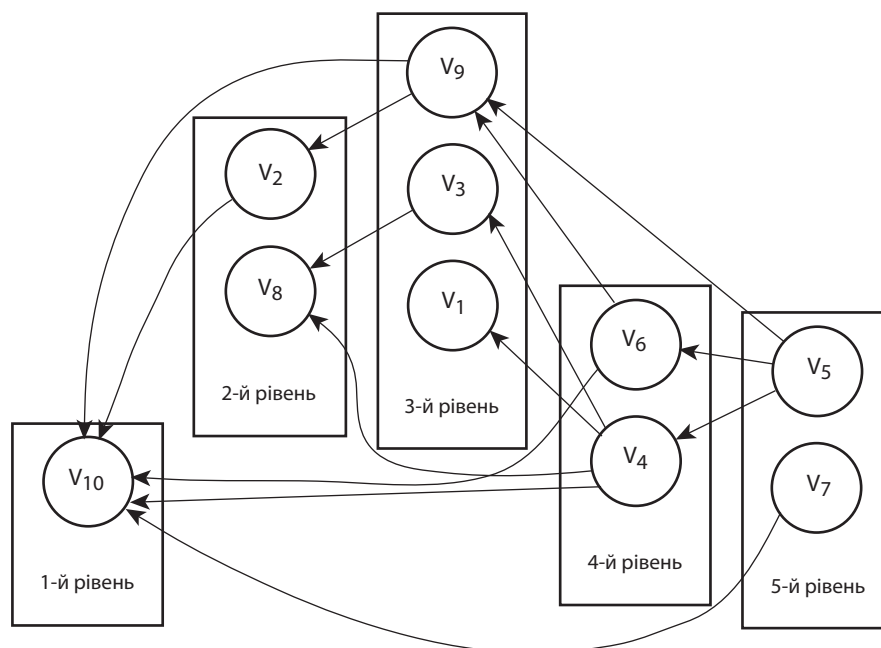 V9
V2
V3
V8
V1
V6
V5
2-й рівень
3-й рівень
V10
V4
V7
1-й рівень
4-й рівень
5-й рівень